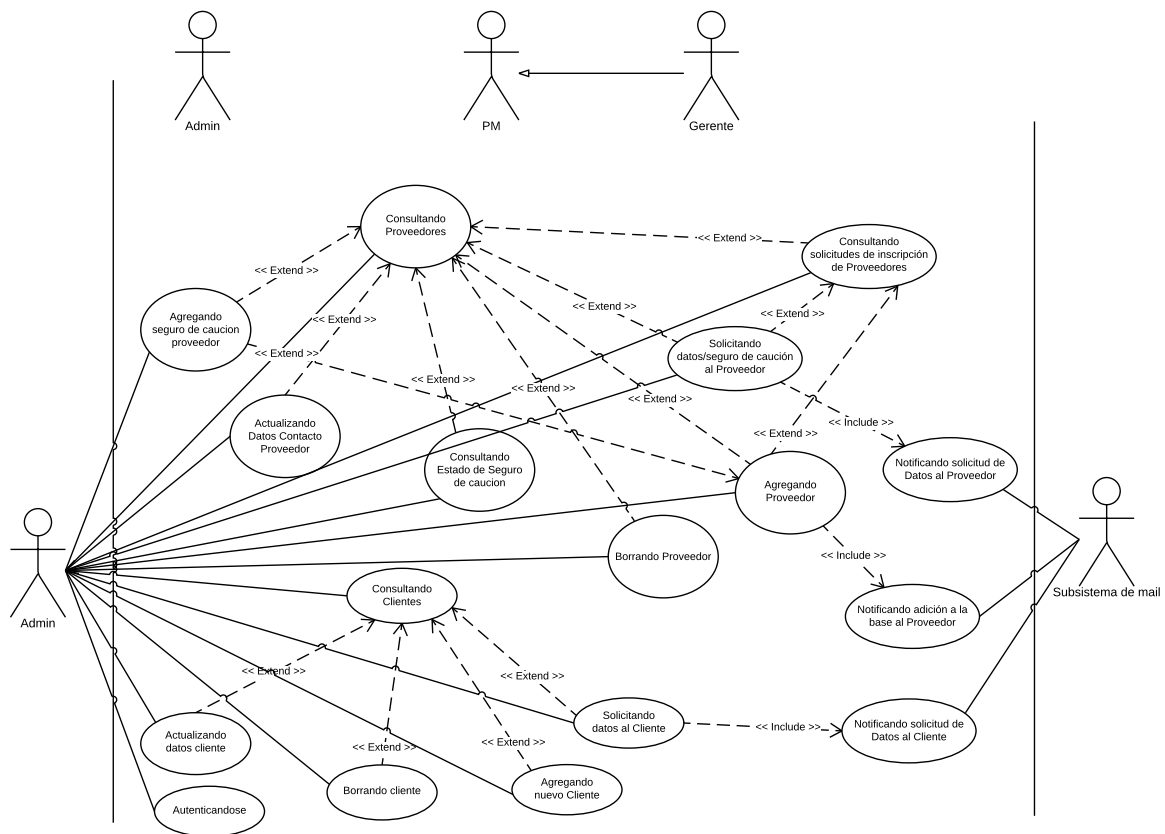 Admin
PM
Gerente
Consultando
Proveedores
<< Extend >>
Consultando
solicitudes de inscripción
de Proveedores
<< Extend >>
Agregando
seguro de caucion
proveedor
<< Extend >>
<< Extend >>
<< Extend >>
<< Extend >>
Solicitando
datos/seguro de caución
al Proveedor
<< Extend >>
<< Extend >>
<< Extend >>
<< Extend >>
Actualizando
Datos Contacto
Proveedor
<< Include >>
<< Extend >>
Consultando
Estado de Seguro
de caucion
Notificando solicitud de
Datos al Proveedor
Agregando
Proveedor
Borrando Proveedor
<< Include >>
Consultando
Clientes
Subsistema de mail
Notificando adición a la
base al Proveedor
Admin
<< Extend >>
<< Extend >>
Solicitando
datos al Cliente
<< Include >>
Notificando solicitud de
Datos al Cliente
Actualizando
datos cliente
<< Extend >>
<< Extend >>
Borrando cliente
Agregando
nuevo Cliente
Autenticandose